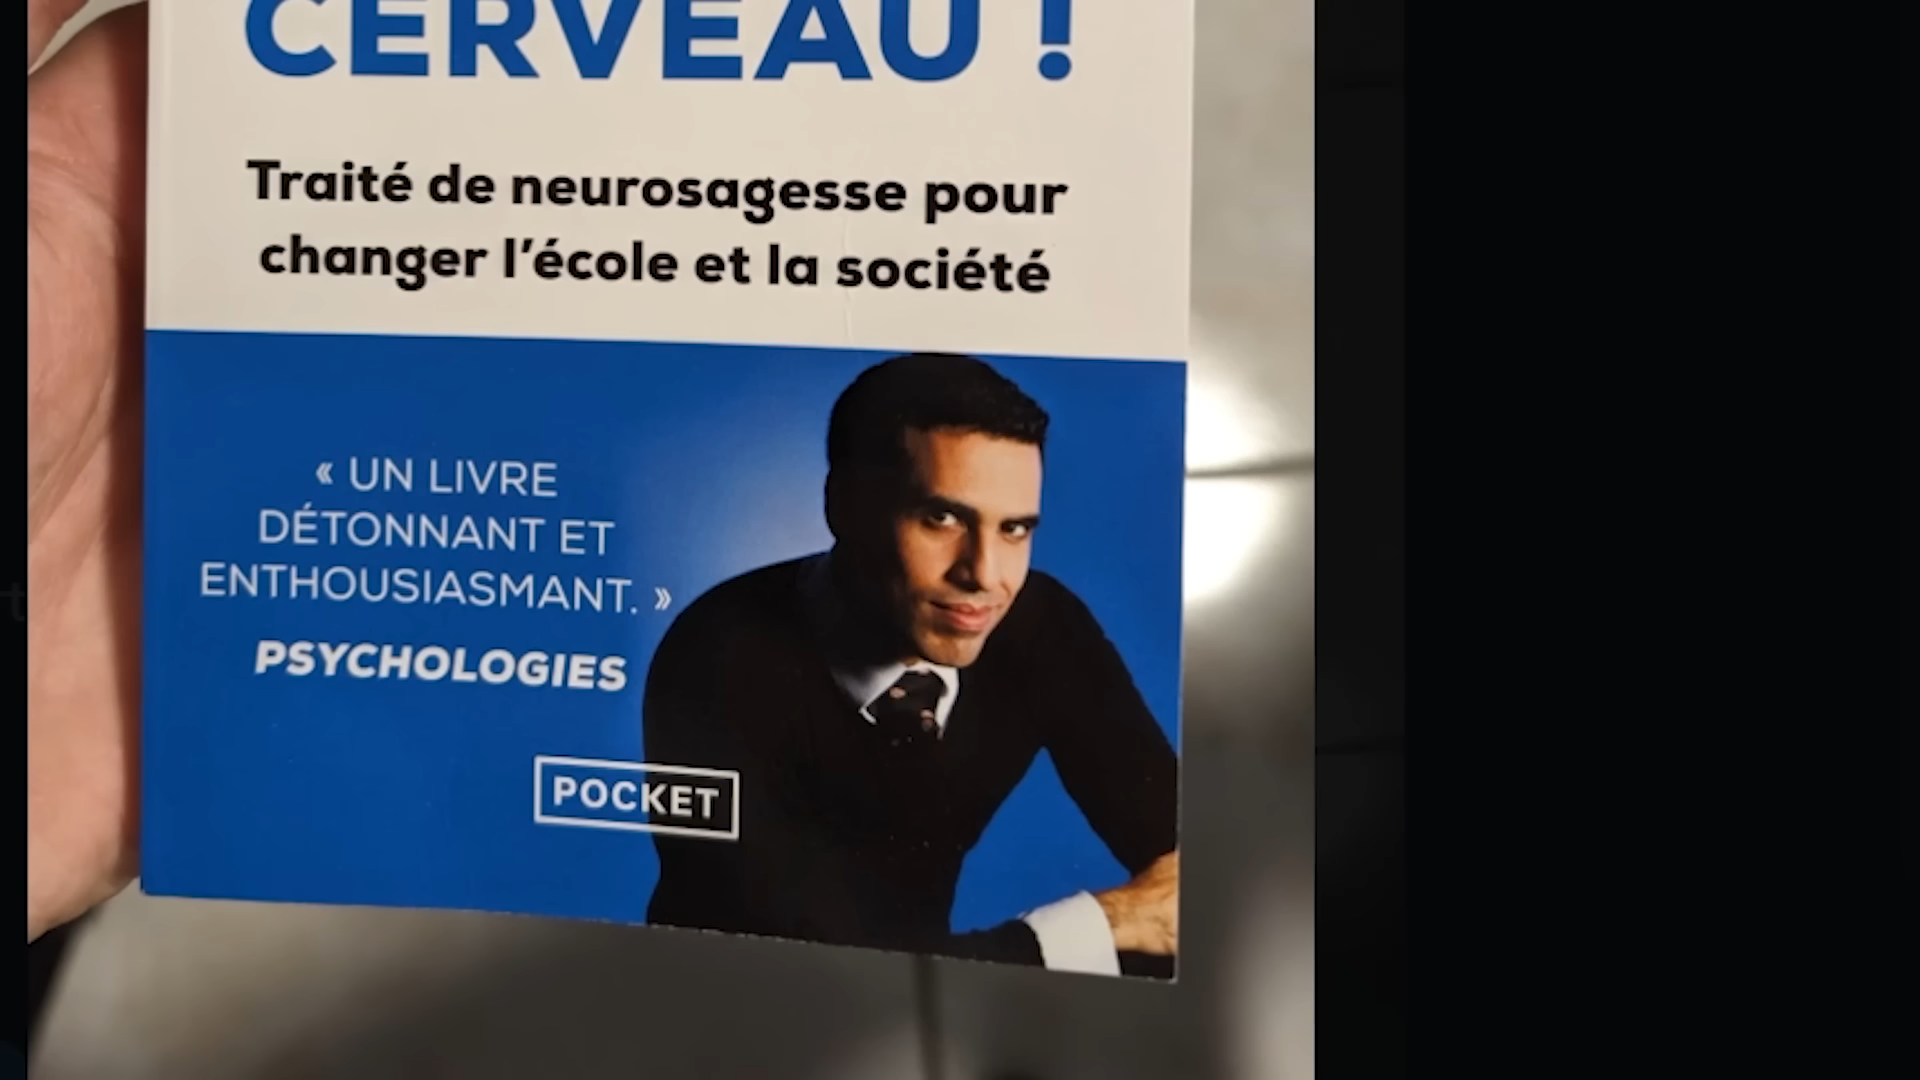 CERVEAU !
Traité de neurosagesse pour
changer l'école et la société
« UN LIVRE
DÉTONNANT ET
ENTHOUSIASMANT. »
PSYCHOLOGIES
POCKET